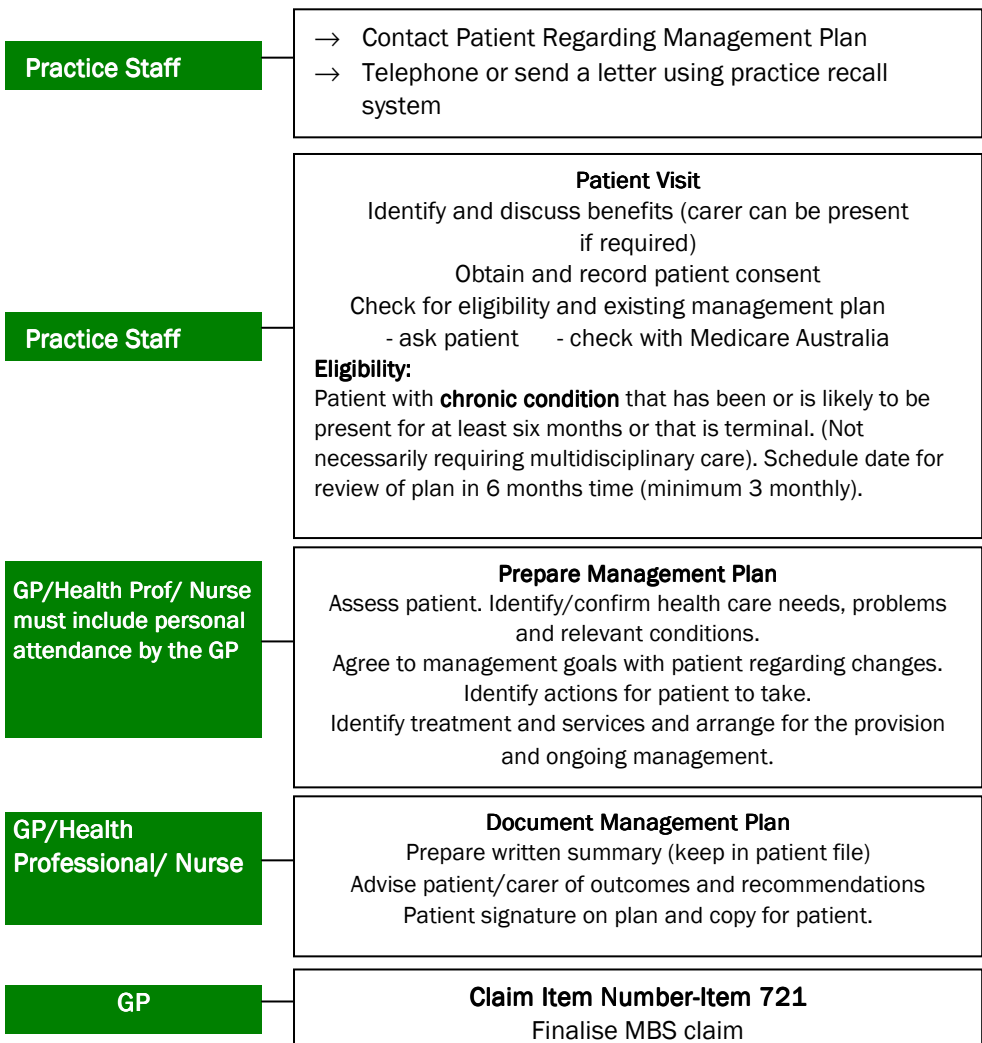 Practice Staff
→ Contact Patient Regarding Management Plan
→ Telephone or send a letter using practice recall
system
Practice Staff
Patient Visit
Identify and discuss benefits (carer can be present
if required)
Obtain and record patient consent
Check for eligibility and existing management plan
- ask patient - check with Medicare Australia
Eligibility:
Patient with chronic condition that has been or is likely to be
present for at least six months or that is terminal. (Not
necessarily requiring multidisciplinary care). Schedule date for
review of plan in 6 months time (minimum 3 monthly).
GP/Health Prof/ Nurse
must include personal
attendance by the GP
Prepare Management Plan
Assess patient. Identify/confirm health care needs, problems
and relevant conditions.
Agree to management goals with patient regarding changes.
Identify actions for patient to take.
Identify treatment and services and arrange for the provision
and ongoing management.
GP/Health
Professional/ Nurse
Document Management Plan
Prepare written summary (keep in patient file)
Advise patient/carer of outcomes and recommendations
Patient signature on plan and copy for patient.
GP
Claim Item Number-Item 721
Finalise MBS claim